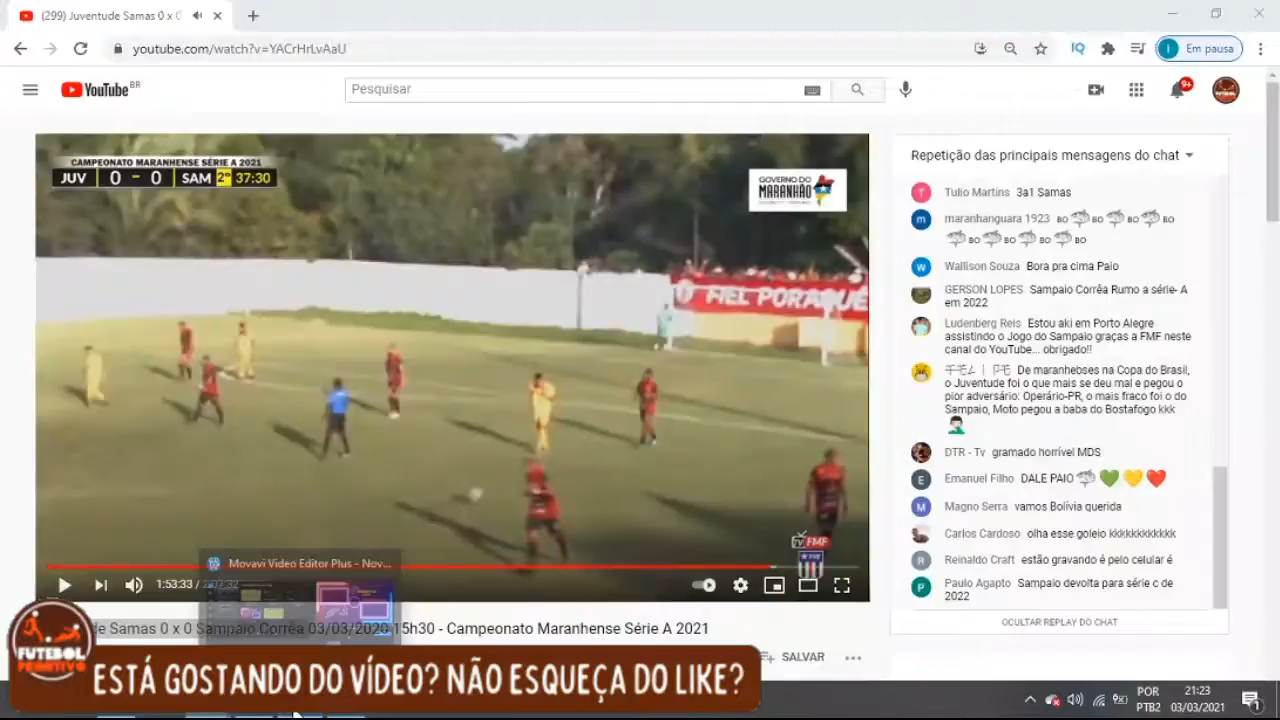 (299) Juventude Samas 0 x
youtube.com/watch?v=YACrHrLvAaU
IQ
I
Em pausa
YouTube BR
Pesquisar
9+
CAMPEONATO MARANHENSE SÉRIE A 2021
JUV 0 - 0 SAM 2º 37:30
GOVERNO DO
MARANHÃO
FIEL PORAQUÊ
TV FMF
Movavi Video Editor Plus - Nov...
1:53:33 / 2:07:32
Repetição das principais mensagens do chat
Tulio Martins 3a1 Samas
maranhanguara 1923 BO BO BO BO
BO BO BO BO
Wallison Souza Bora pra cima Paio
GERSON LOPES Sampaio Corrêa Rumo a série- A
em 2022
Ludenberg Reis Estou aki em Porto Alegre
assistindo o Jogo do Sampaio graças a FMF neste
canal do YouTube... obrigado!!
De maranhebses na Copa do Brasil,
o Juventude foi o que mais se deu mal e pegou o
pior adversário: Operário-PR, o mais fraco foi o do
Sampaio, Moto pegou a baba do Bostafogo kkk
DTR - Tv gramado horrível MDS
Emanuel Filho DALE PAIO
Magno Serra vamos Bolívia querida
Carlos Cardoso olha esse goleio kkkkkkkkkkkk
Reinaldo Craft estão gravando é pelo celular é
Paulo Agapto Sampaio devolta para série c de
2022
OCULTAR REPLAY DO CHAT
de Samas 0 x 0 Sampaio Corrêa 03/03/2020 15h30 - Campeonato Maranhense Série A 2021
SALVAR
FUTEBOL
PRIMITIVO
ESTÁ GOSTANDO DO VÍDEO? NÃO ESQUEÇA DO LIKE?
POR
PTB2
21:23
03/03/2021
1